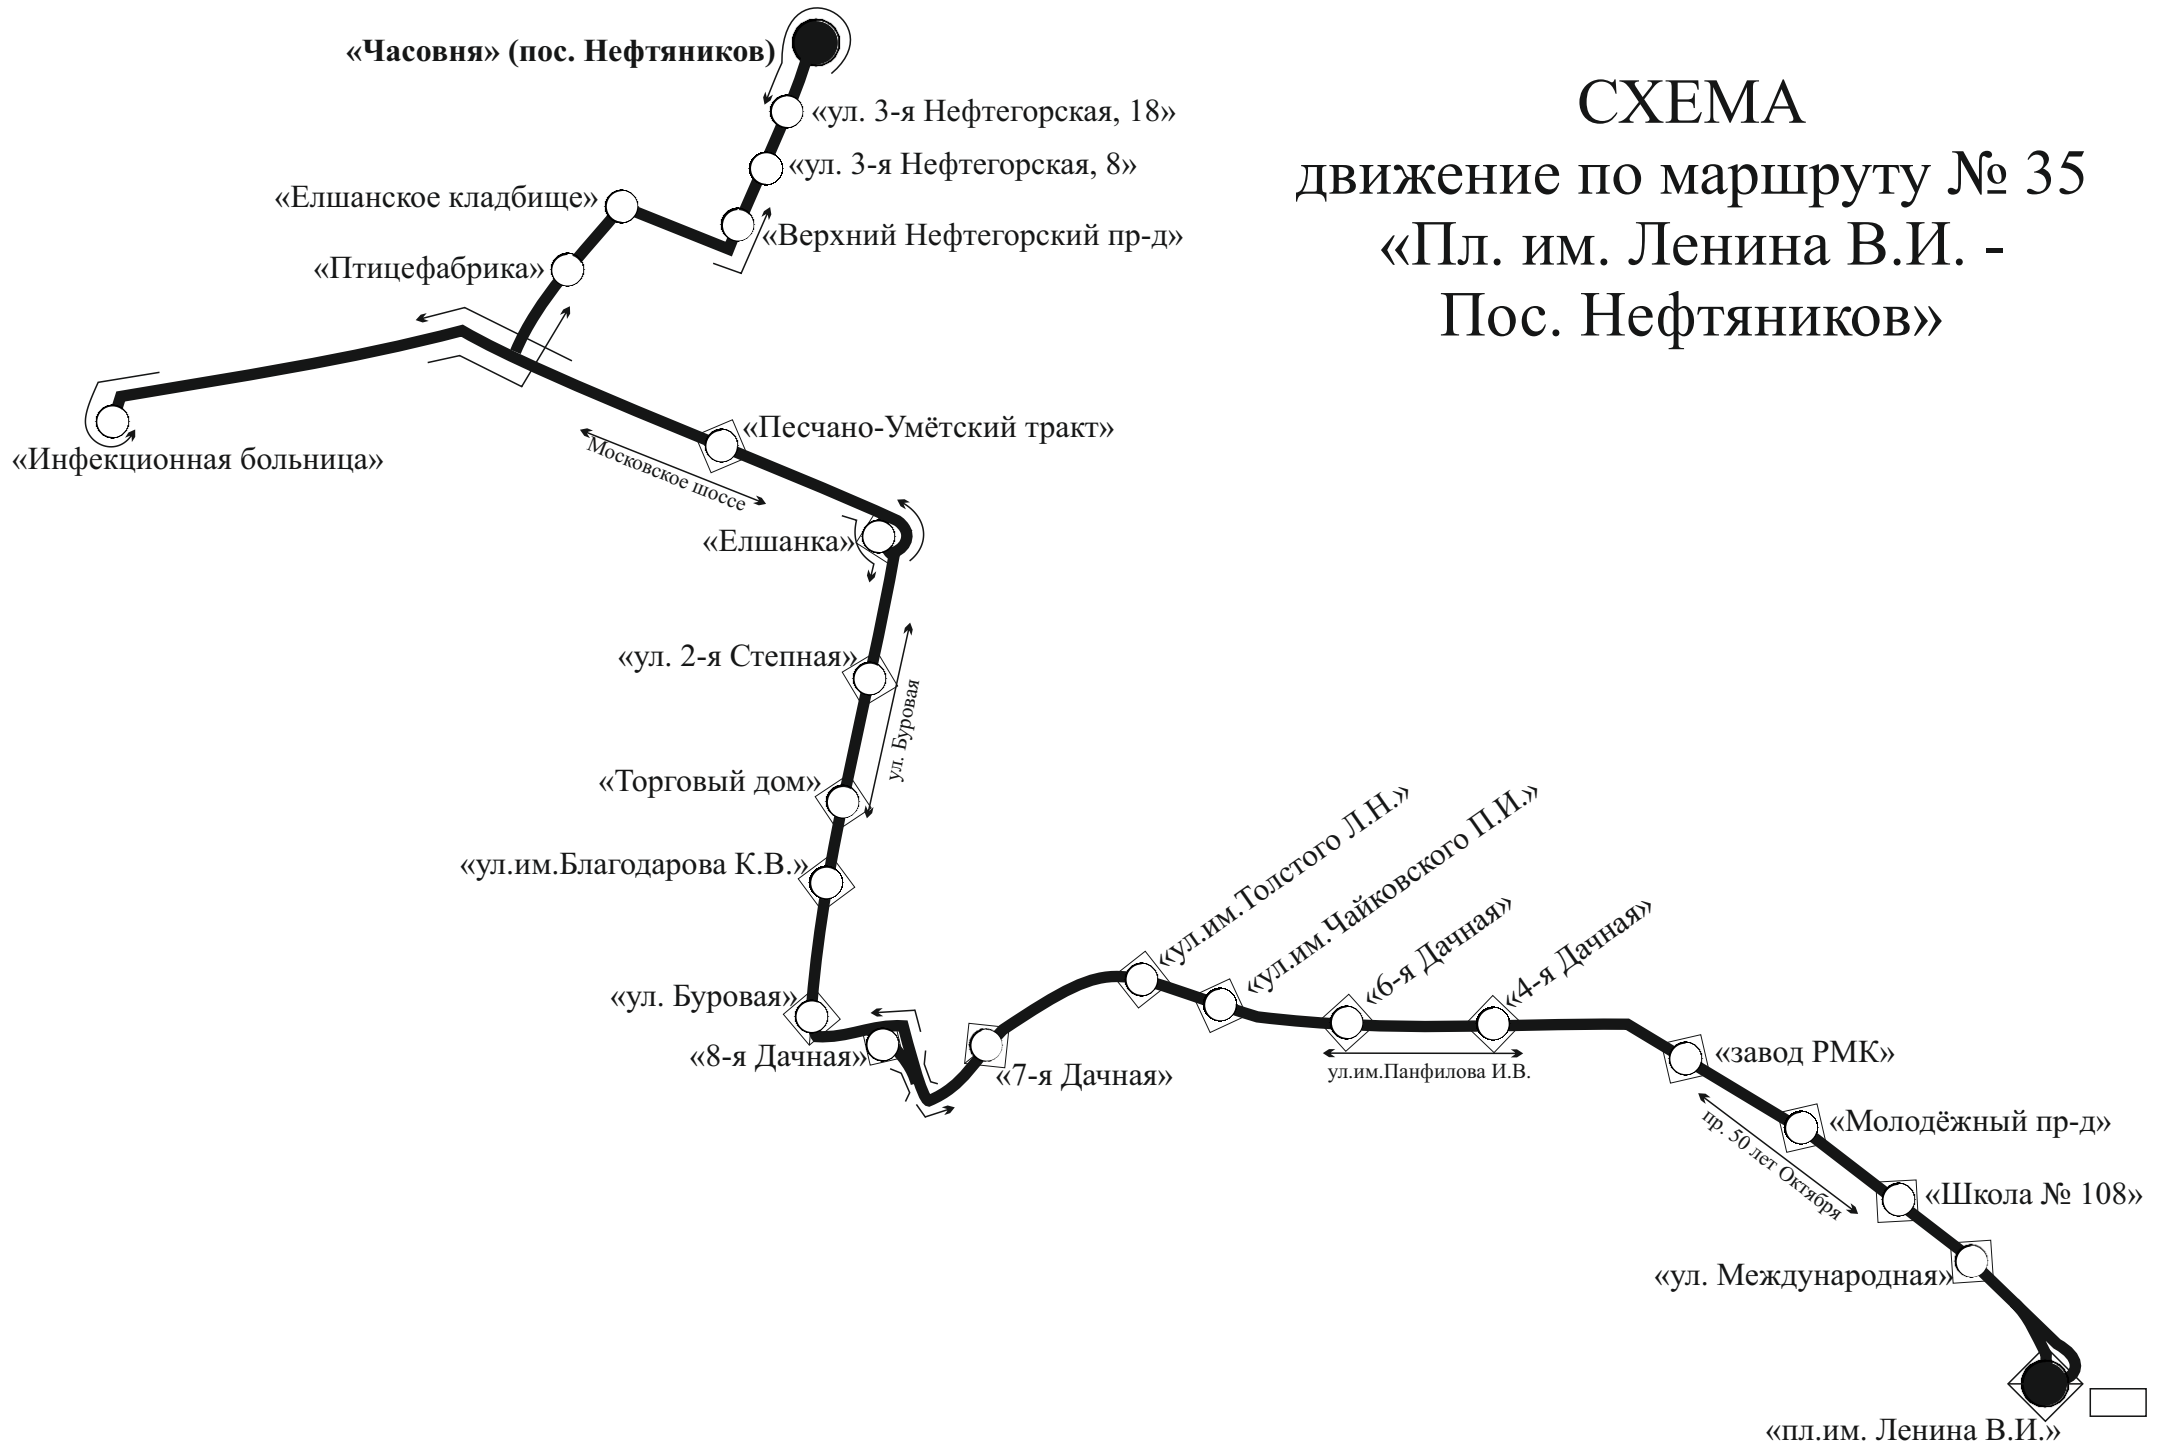 «Часовня» (пос. Нефтяников)
«ул. 3-я Нефтегорская, 18»
«ул. 3-я Нефтегорская, 8»
«Елшанское кладбище»
«Верхний Нефтегорский пр-д»
«Птицефабрика»
СХЕМА
движение по маршруту № 35
«Пл. им. Ленина В.И. -
Пос. Нефтяников»
«Песчано-Умётский тракт»
«Инфекционная больница»
Московское шоссе
«Елшанка»
«ул. 2-я Степная»
ул. Буровая
«Торговый дом»
«ул.им.Благодарова К.В.»
«ул. Буровая»
«8-я Дачная»
«7-я Дачная»
«ул.им.Толстого Л.Н.»
«ул.им.Чайковского П.И.»
«6-я Дачная»
«4-я Дачная»
ул.им.Панфилова И.В.
«завод РМК»
«Молодёжный пр-д»
пр. 50 лет Октября
«Школа № 108»
«ул. Международная»
«пл.им. Ленина В.И.»